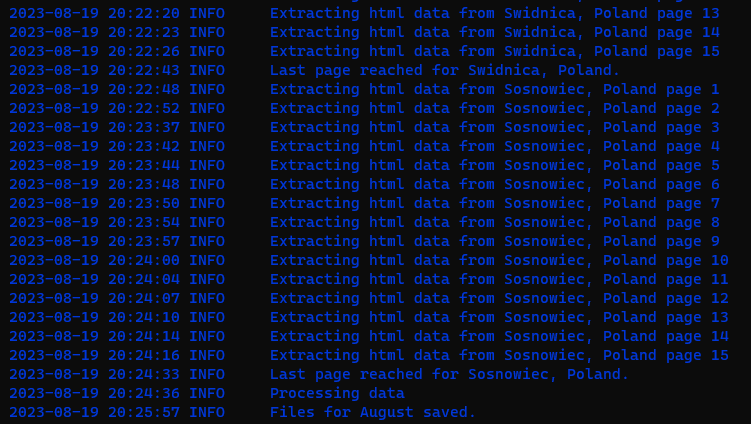 2023-08-19 20:22:20 INFO     Extracting html data from Swidnica, Poland page 13
2023-08-19 20:22:23 INFO     Extracting html data from Swidnica, Poland page 14
2023-08-19 20:22:26 INFO     Extracting html data from Swidnica, Poland page 15
2023-08-19 20:22:43 INFO     Last page reached for Swidnica, Poland.
2023-08-19 20:22:48 INFO     Extracting html data from Sosnowiec, Poland page 1
2023-08-19 20:22:52 INFO     Extracting html data from Sosnowiec, Poland page 2
2023-08-19 20:23:37 INFO     Extracting html data from Sosnowiec, Poland page 3
2023-08-19 20:23:42 INFO     Extracting html data from Sosnowiec, Poland page 4
2023-08-19 20:23:44 INFO     Extracting html data from Sosnowiec, Poland page 5
2023-08-19 20:23:48 INFO     Extracting html data from Sosnowiec, Poland page 6
2023-08-19 20:23:50 INFO     Extracting html data from Sosnowiec, Poland page 7
2023-08-19 20:23:54 INFO     Extracting html data from Sosnowiec, Poland page 8
2023-08-19 20:23:57 INFO     Extracting html data from Sosnowiec, Poland page 9
2023-08-19 20:24:00 INFO     Extracting html data from Sosnowiec, Poland page 10
2023-08-19 20:24:04 INFO     Extracting html data from Sosnowiec, Poland page 11
2023-08-19 20:24:07 INFO     Extracting html data from Sosnowiec, Poland page 12
2023-08-19 20:24:10 INFO     Extracting html data from Sosnowiec, Poland page 13
2023-08-19 20:24:14 INFO     Extracting html data from Sosnowiec, Poland page 14
2023-08-19 20:24:16 INFO     Extracting html data from Sosnowiec, Poland page 15
2023-08-19 20:24:33 INFO     Last page reached for Sosnowiec, Poland.
2023-08-19 20:24:36 INFO     Processing data
2023-08-19 20:25:57 INFO     Files for August saved.